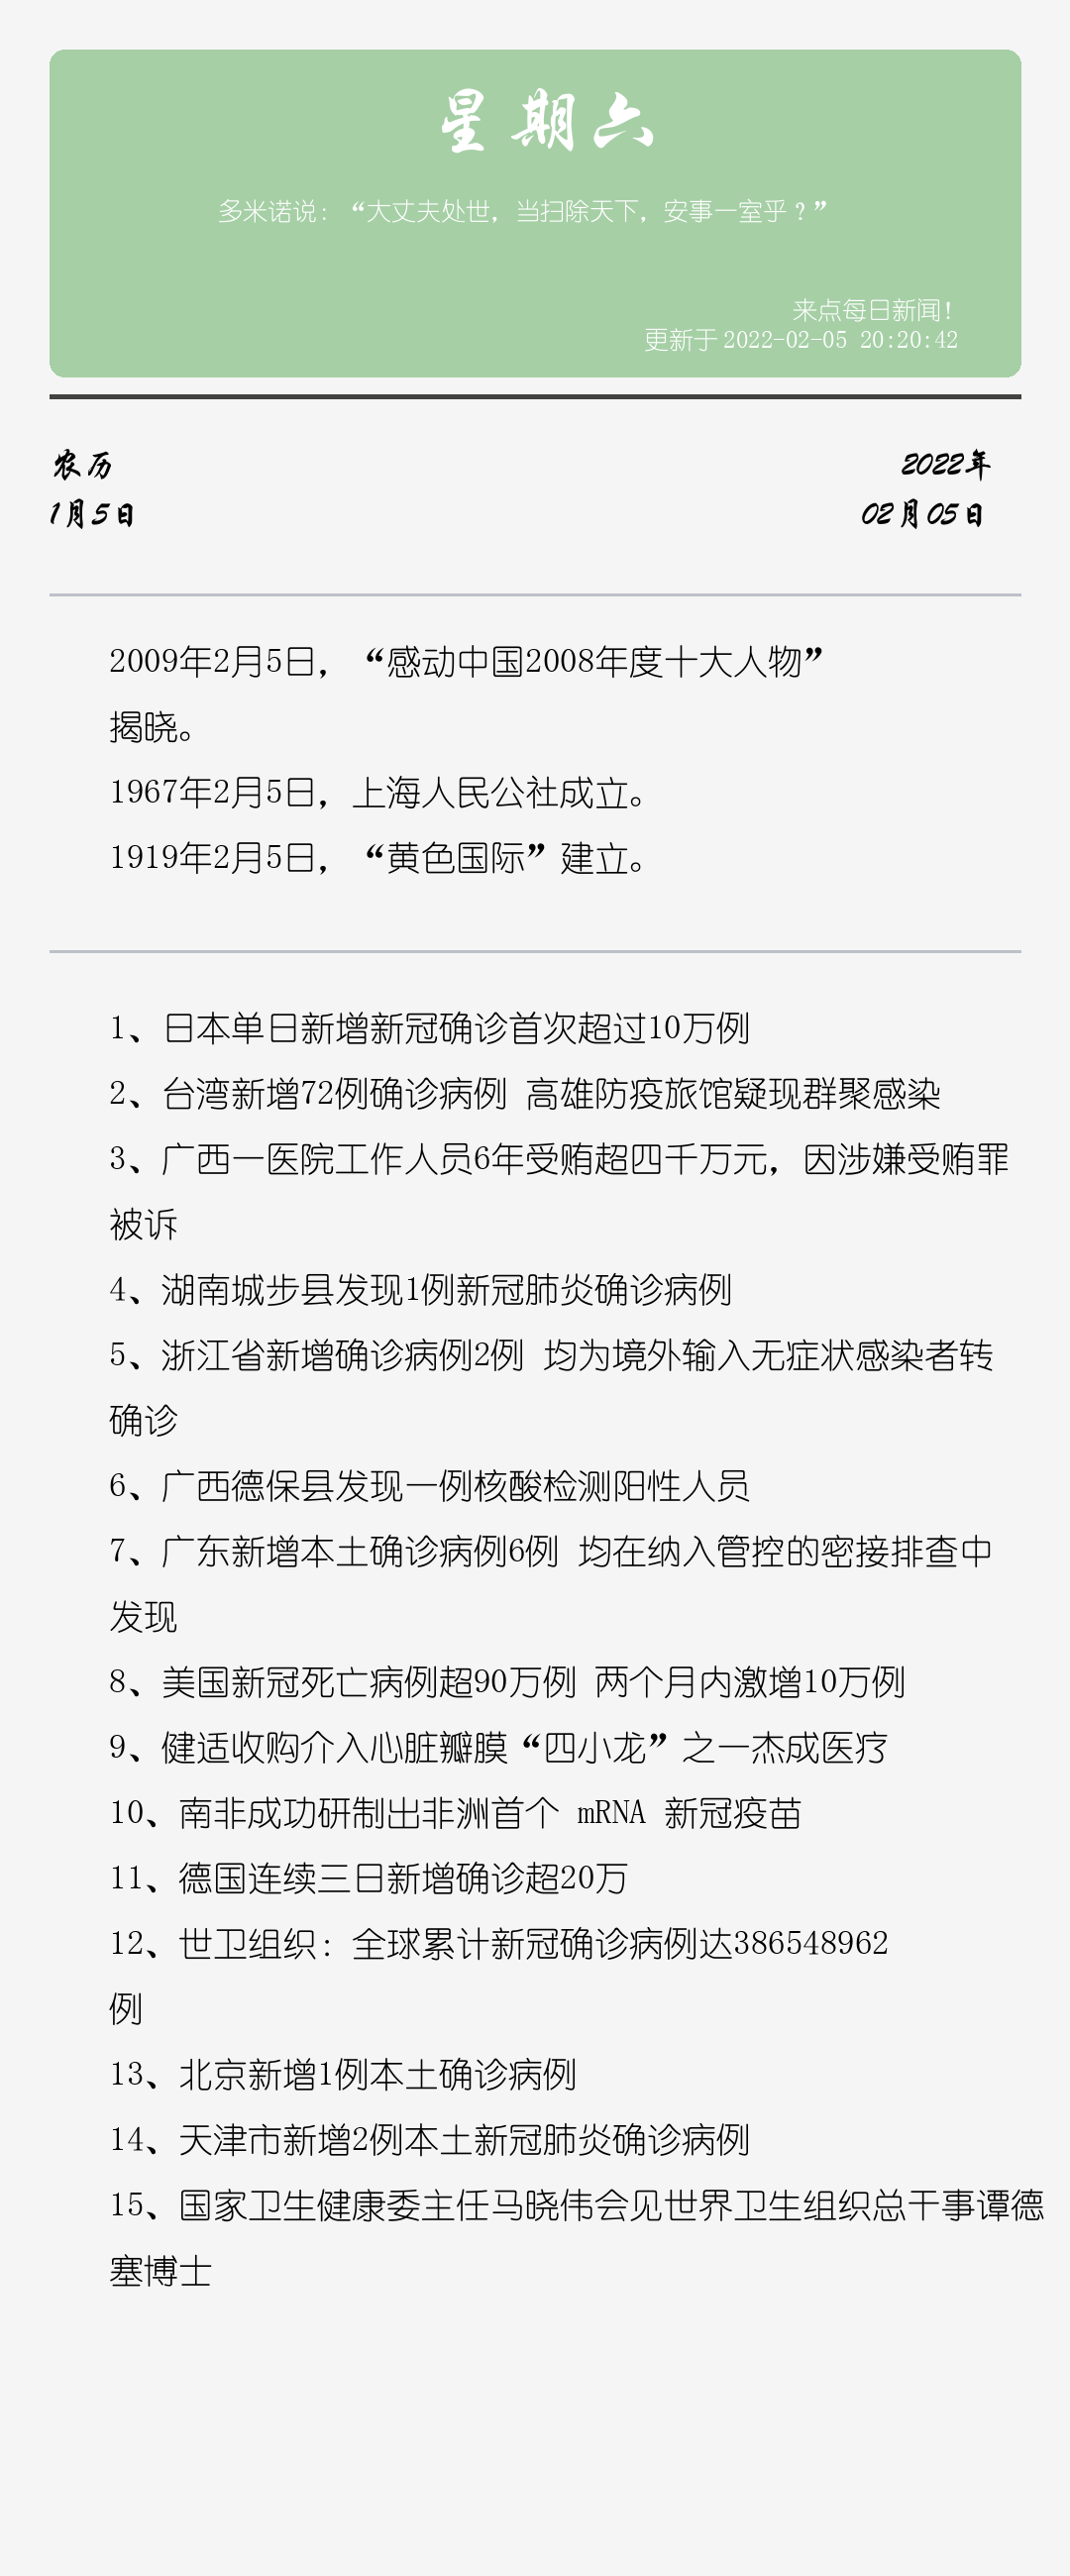 星期六
多米诺说：“大丈夫处世，当扫除天下，安事一室乎？”
来点每日新闻！
更新于2022-02-05 20:20:42
农历
1月5日
2022年
02月05日
2009年2月5日，“感动中国2008年度十大人物”
揭晓。
1967年2月5日，上海人民公社成立。
1919年2月5日，“黄色国际”建立。
1、日本单日新增新冠确诊首次超过10万例
2、台湾新增72例确诊病例 高雄防疫旅馆疑现群聚感染
3、广西一医院工作人员6年受贿超四千万元，因涉嫌受贿罪
被诉
4、湖南城步县发现1例新冠肺炎确诊病例
5、浙江省新增确诊病例2例 均为境外输入无症状感染者转
确诊
6、广西德保县发现一例核酸检测阳性人员
7、广东新增本土确诊病例6例 均在纳入管控的密接排查中
发现
8、美国新冠死亡病例超90万例 两个月内激增10万例
9、健适收购介入心脏瓣膜“四小龙”之一杰成医疗
10、南非成功研制出非洲首个 mRNA 新冠疫苗
11、德国连续三日新增确诊超20万
12、世卫组织：全球累计新冠确诊病例达386548962
例
13、北京新增1例本土确诊病例
14、天津市新增2例本土新冠肺炎确诊病例
15、国家卫生健康委主任马晓伟会见世界卫生组织总干事谭德
塞博士